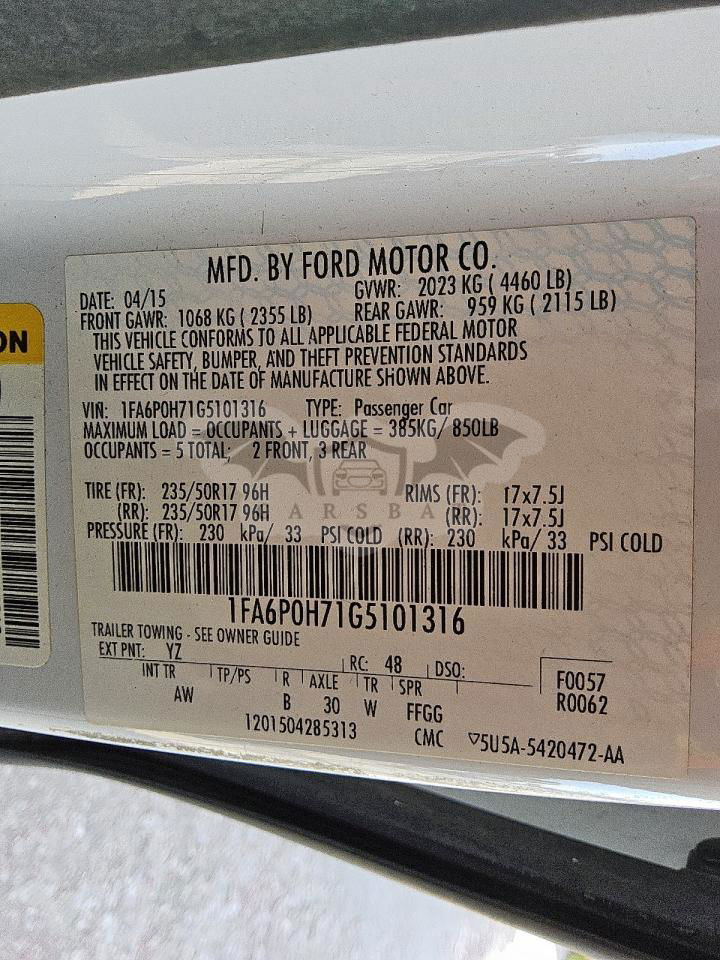 MFD. BY FORD MOTOR CO.
DATE: 04/15 GVWR: 2023 KG ( 4460 LB)
FRONT GAWR: 1068 KG ( 2355 LB) REAR GAWR: 959 KG ( 2115 LB)
THIS VEHICLE CONFORMS TO ALL APPLICABLE FEDERAL MOTOR
VEHICLE SAFETY, BUMPER, AND THEFT PREVENTION STANDARDS
IN EFFECT ON THE DATE OF MANUFACTURE SHOWN ABOVE.
VIN: 1FA6P0H71G5101316 TYPE: Passenger Car
MAXIMUM LOAD = OCCUPANTS + LUGGAGE = 385KG/ 850LB
OCCUPANTS = 5 TOTAL; 2 FRONT, 3 REAR
TIRE (FR): 235/50R17 96H RIMS (FR): 17x7.5J
(RR): 235/50R17 96H (RR): 17x7.5J
PRESSURE (FR): 230 kPa/ 33 PSI COLD (RR): 230 kPa/ 33 PSI COLD
1FA6P0H71G5101316
TRAILER TOWING - SEE OWNER GUIDE
EXT PNT: YZ RC: 48 DSO: F0057
INT TR TP/PS R AXLE TR SPR R0062
AW B 30 W FFGG
1201504285313 CMC 5U5A-5420472-AA
ON
ARSBA